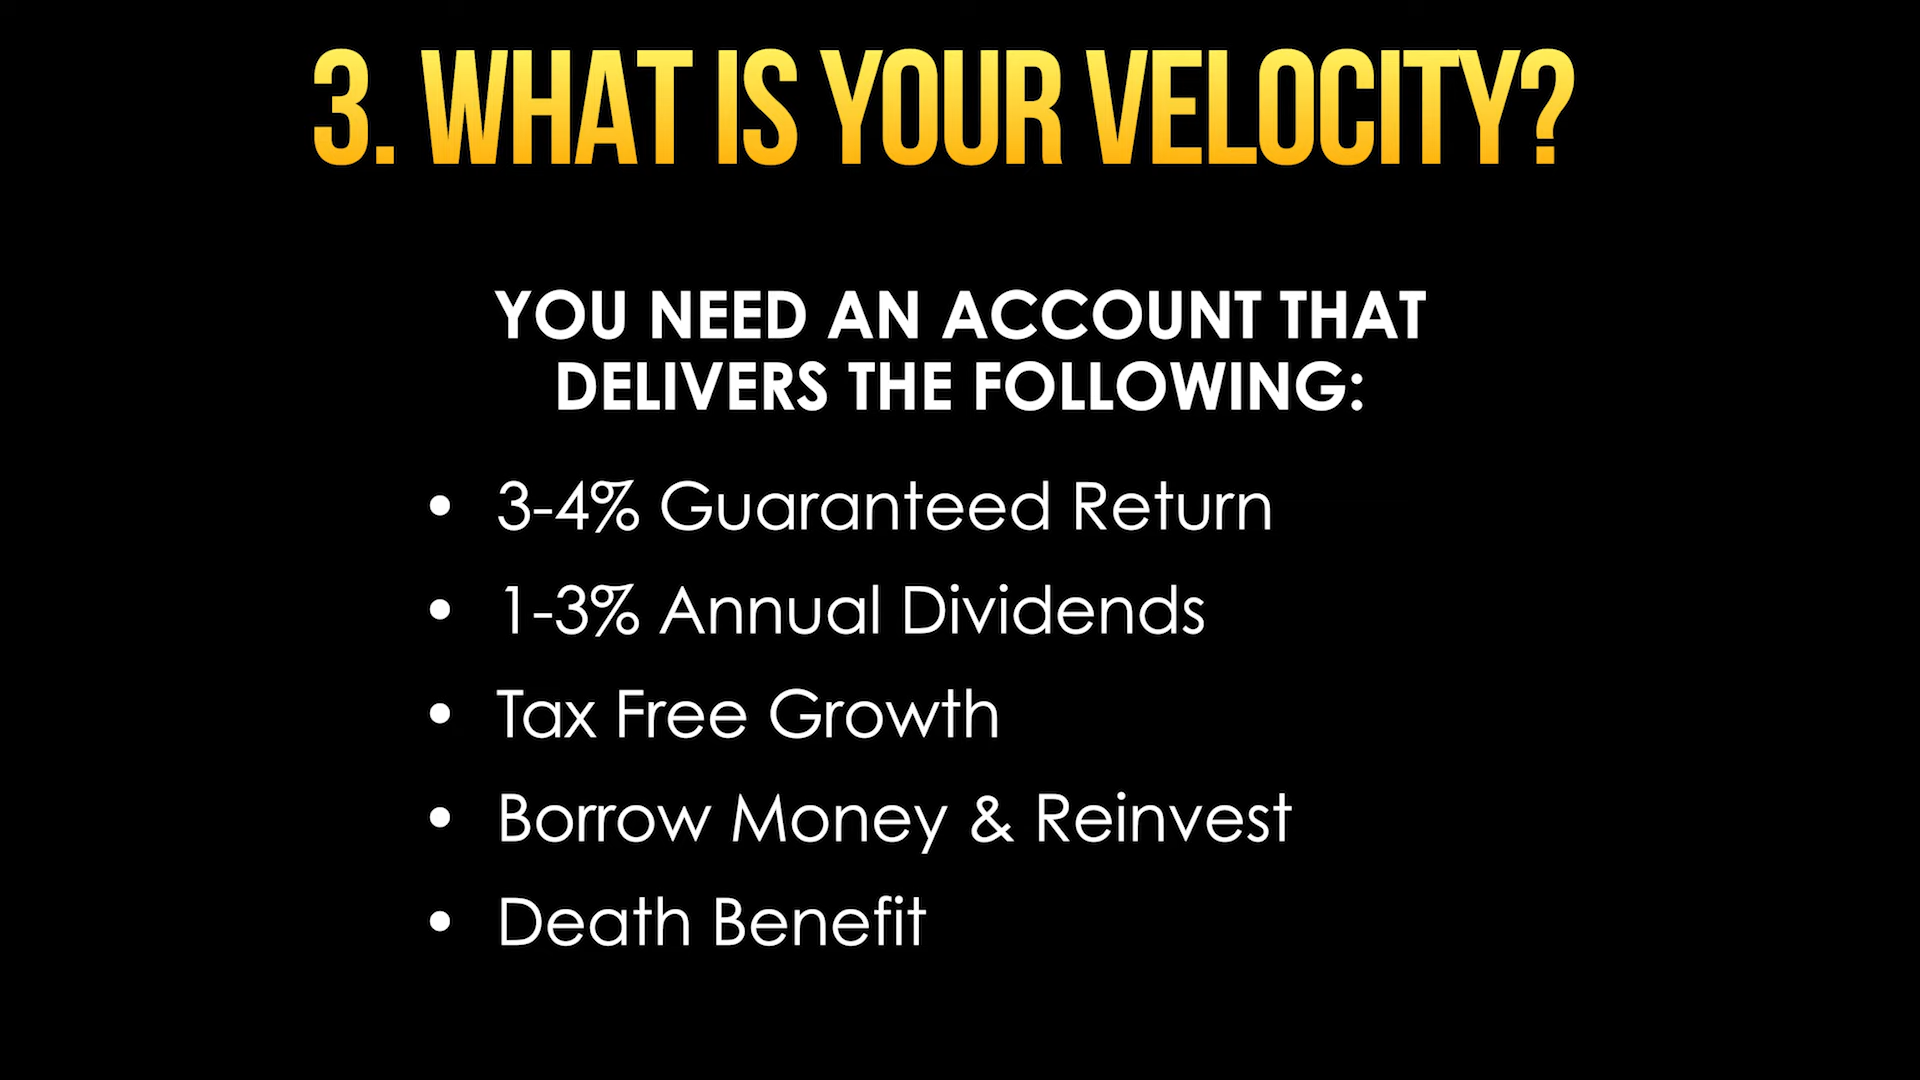 3. WHAT IS YOUR VELOCITY?
YOU NEED AN ACCOUNT THAT
DELIVERS THE FOLLOWING:
• 3-4% Guaranteed Return
• 1-3% Annual Dividends
• Tax Free Growth
• Borrow Money & Reinvest
• Death Benefit